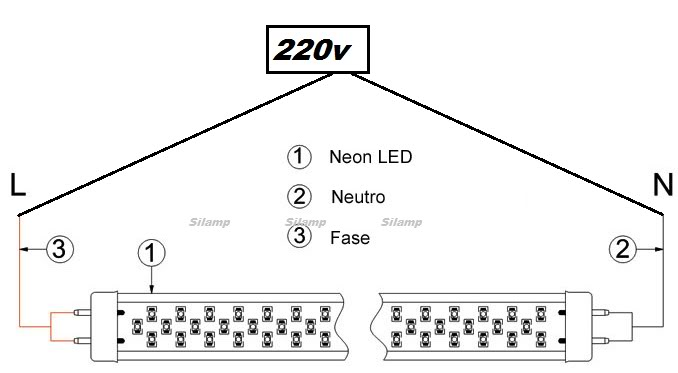 220v
L
N
1 Neon LED
2 Neutro
3 Fase
Silamp Silamp Silamp
3
1
2